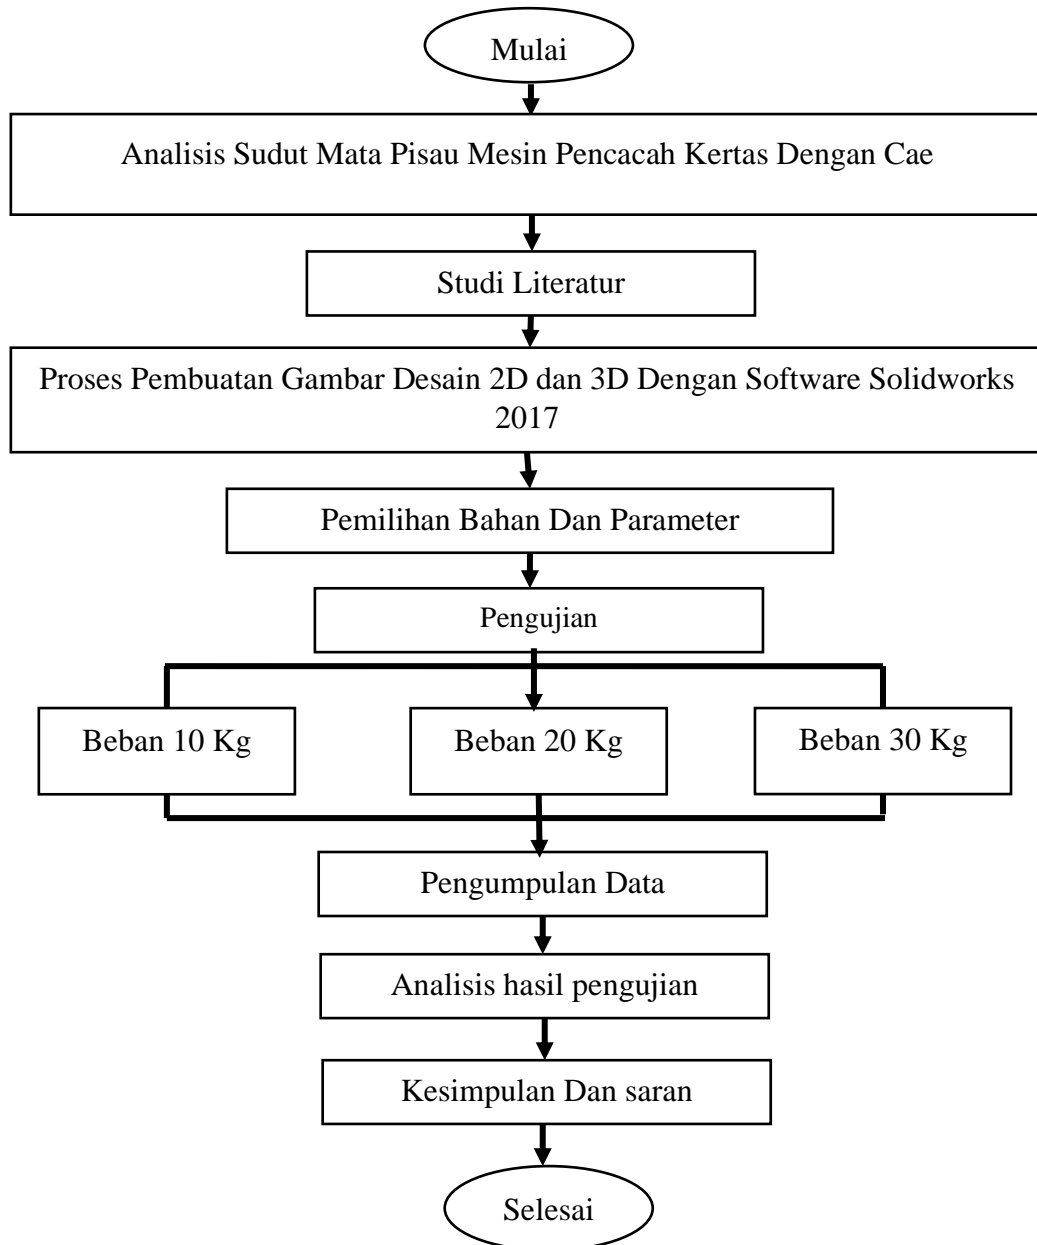 Mulai
Analisis Sudut Mata Pisau Mesin Pencacah Kertas Dengan Cae
Studi Literatur
Proses Pembuatan Gambar Desain 2D dan 3D Dengan Software Solidworks
2017
Pemilihan Bahan Dan Parameter
Pengujian
Beban 10 Kg
Beban 20 Kg
Beban 30 Kg
Pengumpulan Data
Analisis hasil pengujian
Kesimpulan Dan saran
Selesai